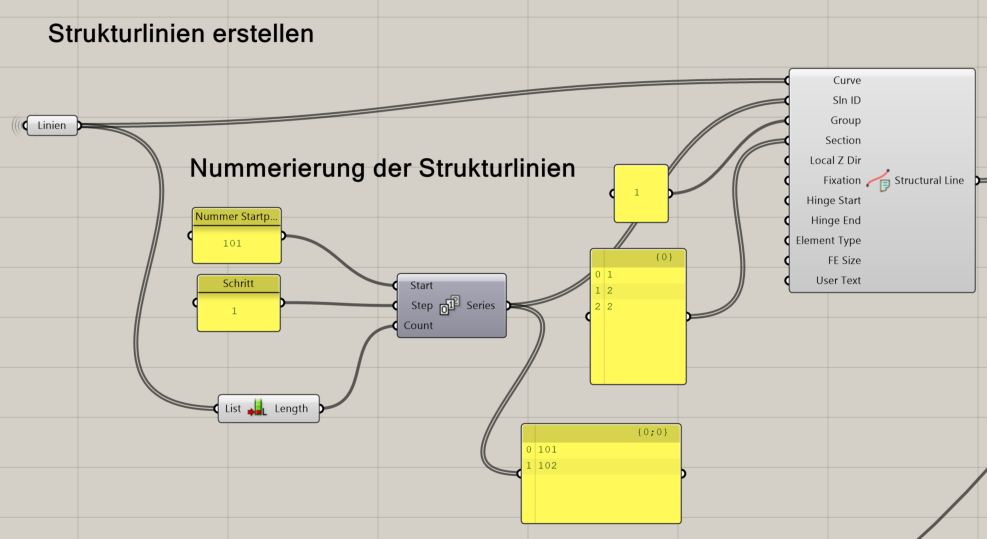 Strukturlinien erstellen
Linien
Nummerierung der Strukturlinien
Nummer Startp...
101
Schritt
1
List Length
Start
Step Series
Count
1
{0}
0 1
1 2
2 2
{0;0}
0 101
1 102
Curve
Sln ID
Group
Section
Local Z Dir
Fixation Structural Line
Hinge Start
Hinge End
Element Type
FE Size
User Text